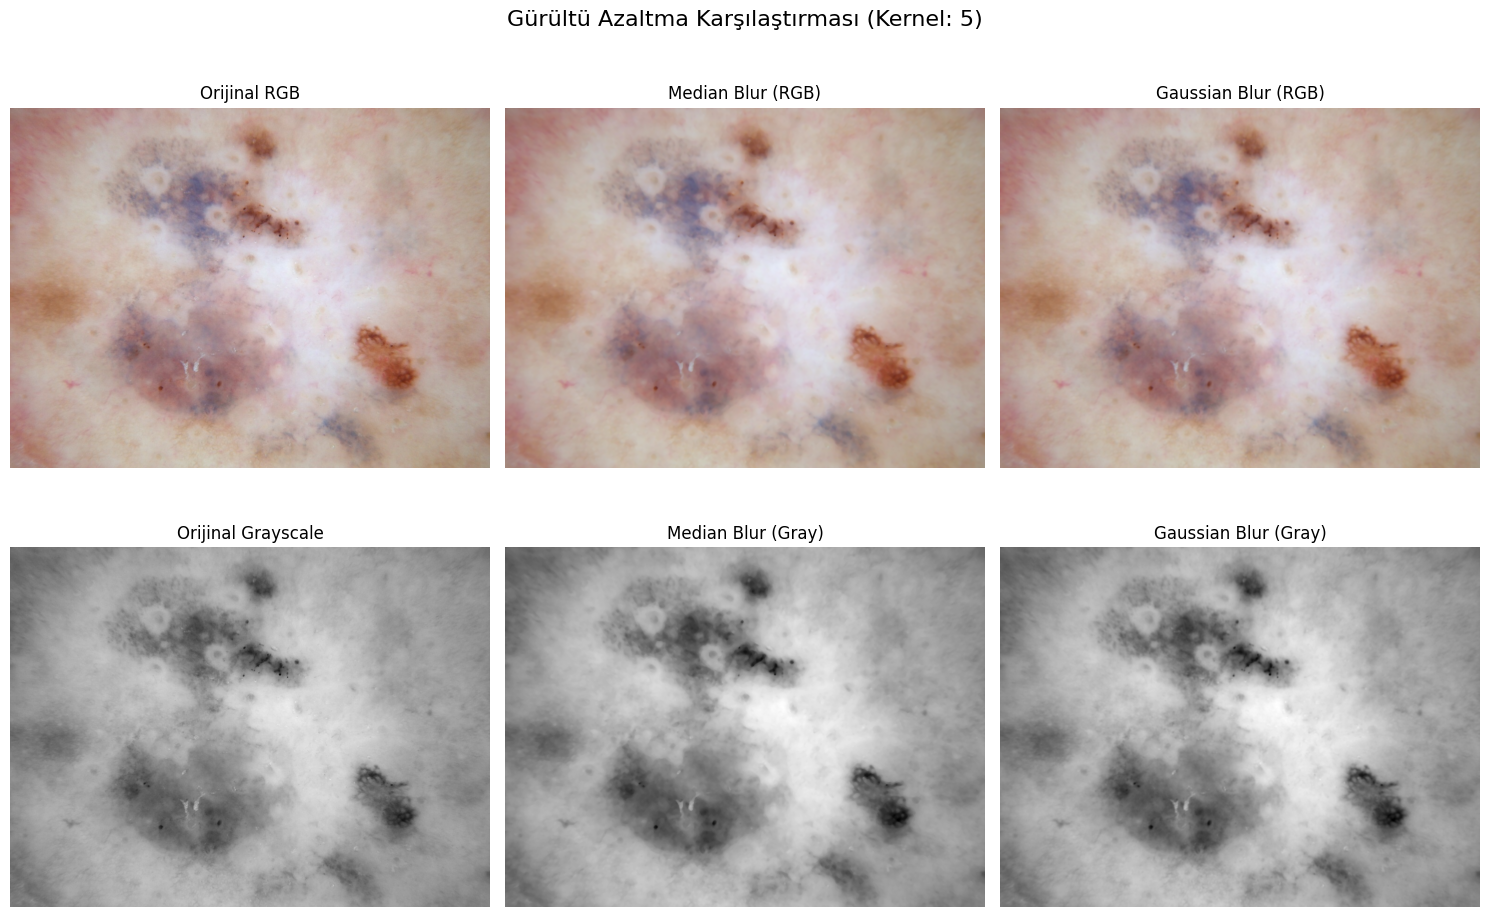 Gürültü Azaltma Karşılaştırması (Kernel: 5)
Orijinal RGB
Median Blur (RGB)
Gaussian Blur (RGB)
Orijinal Grayscale
Median Blur (Gray)
Gaussian Blur (Gray)